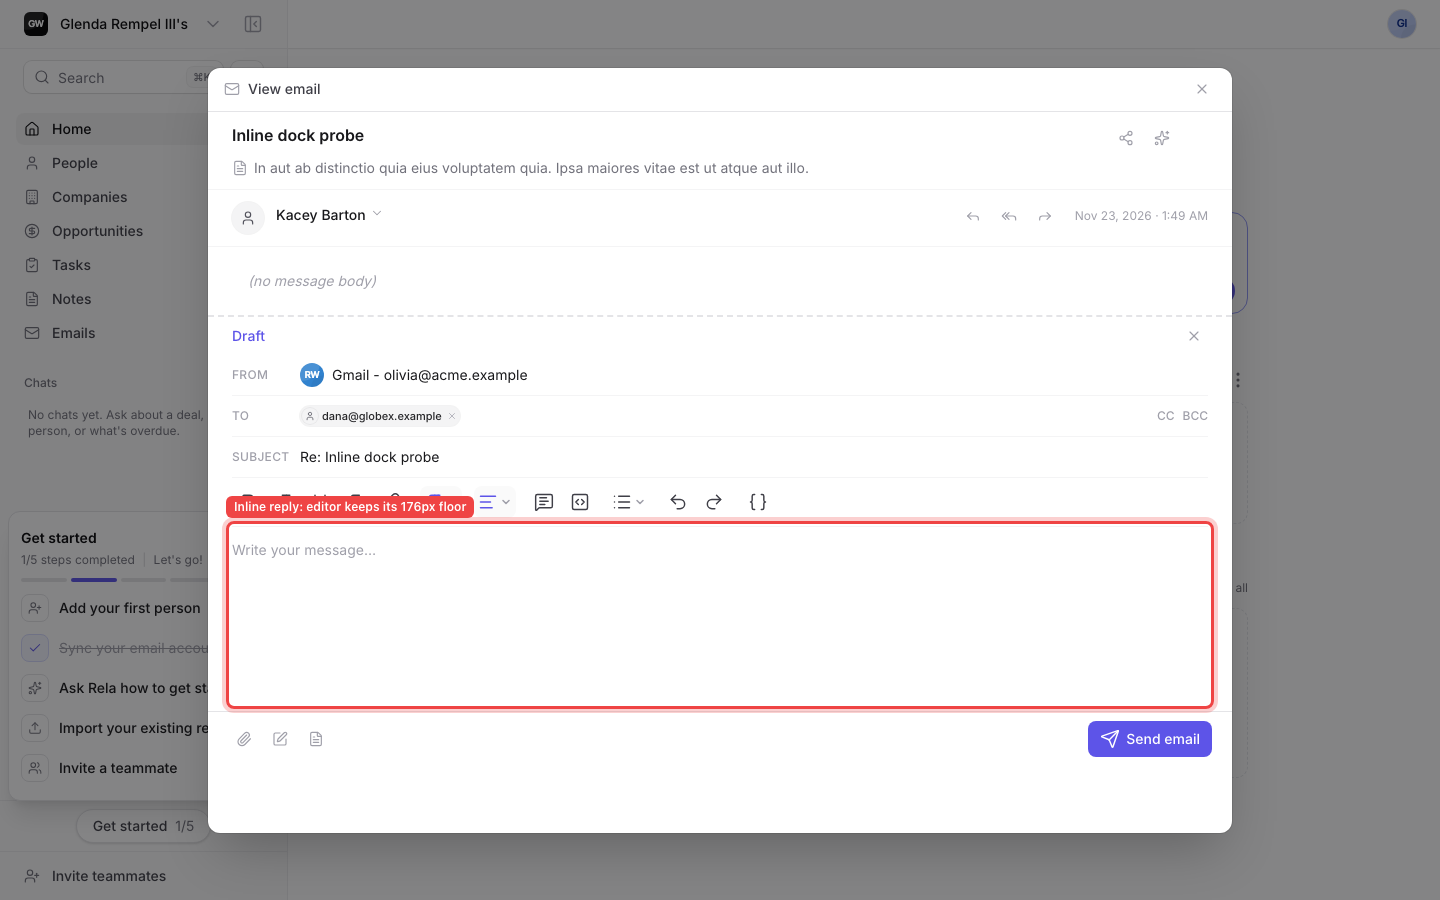 GW Glenda Rempel III's
GI
Search
Home
People
Companies
Opportunities
Tasks
Notes
Emails
Chats
No chats yet. Ask about a deal,
person, or what's overdue.
Get started
1/5 steps completed
Let's go!
Add your first person
Sync your email accou
Ask Rela how to get st
Import your existing re
Invite a teammate
Get started 1/5
Invite teammates
View email
Inline dock probe
In aut ab distinctio quia eius voluptatem quia. Ipsa maiores vitae est ut atque aut illo.
Kacey Barton
Nov 23, 2026 · 1:49 AM
(no message body)
Draft
FROM RW Gmail - olivia@acme.example
TO dana@globex.example CC BCC
SUBJECT Re: Inline dock probe
Inline reply: editor keeps its 176px floor
Write your message...
Send email
all